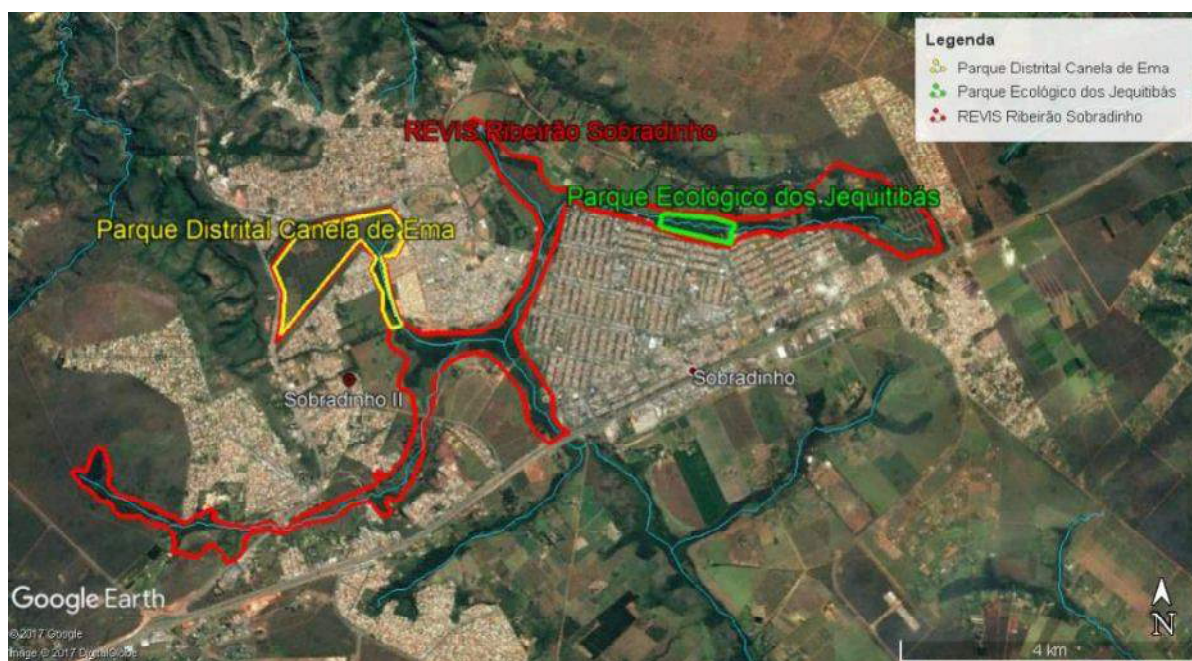 Legenda
Parque Distrital Canela de Ema
Parque Ecológico dos Jequitibás
REVIS Ribeirão Sobradinho
REVIS Ribeirão Sobradinho
Parque Ecológico dos Jequitibás
Parque Distrital Canela de Ema
Sobradinho
Sobradinho II
Google Earth
© 2017 Google
Image © 2017 DigitalGlobe
4 km
N